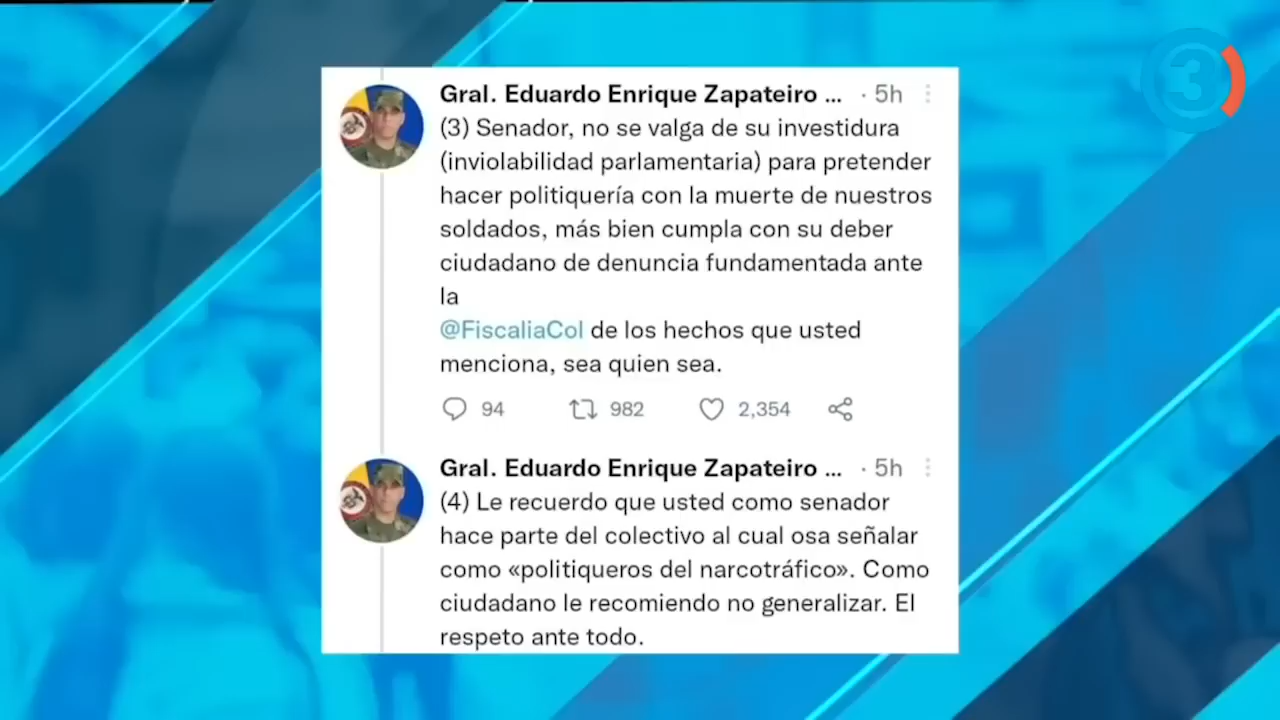 Gral. Eduardo Enrique Zapateiro ... · 5h
(3) Senador, no se valga de su investidura
(inviolabilidad parlamentaria) para pretender
hacer politiquería con la muerte de nuestros
soldados, más bien cumpla con su deber
ciudadano de denuncia fundamentada ante
la
@FiscaliaCol de los hechos que usted
menciona, sea quien sea.
94 982 2,354
Gral. Eduardo Enrique Zapateiro ... · 5h
(4) Le recuerdo que usted como senador
hace parte del colectivo al cual osa señalar
como «politiqueros del narcotráfico». Como
ciudadano le recomiendo no generalizar. El
respeto ante todo.
3